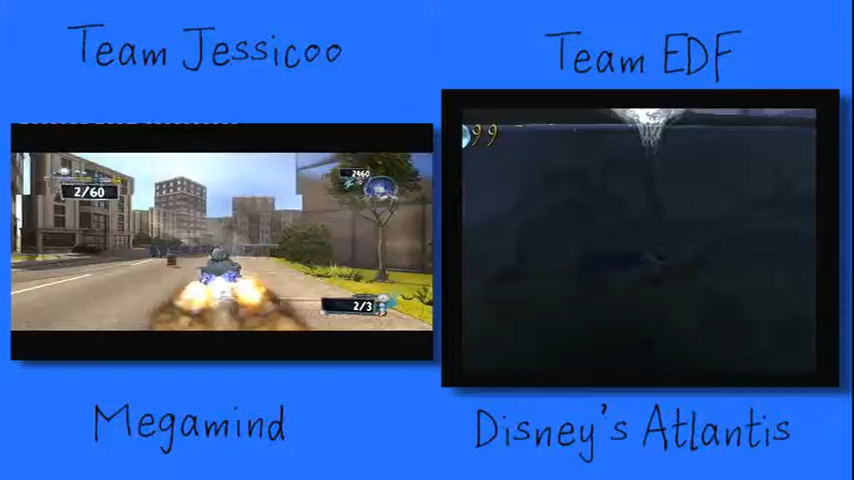 Team Jessicoo
Team EDF
99
2460
2/60
2/3
Megamind
Disney's Atlantis